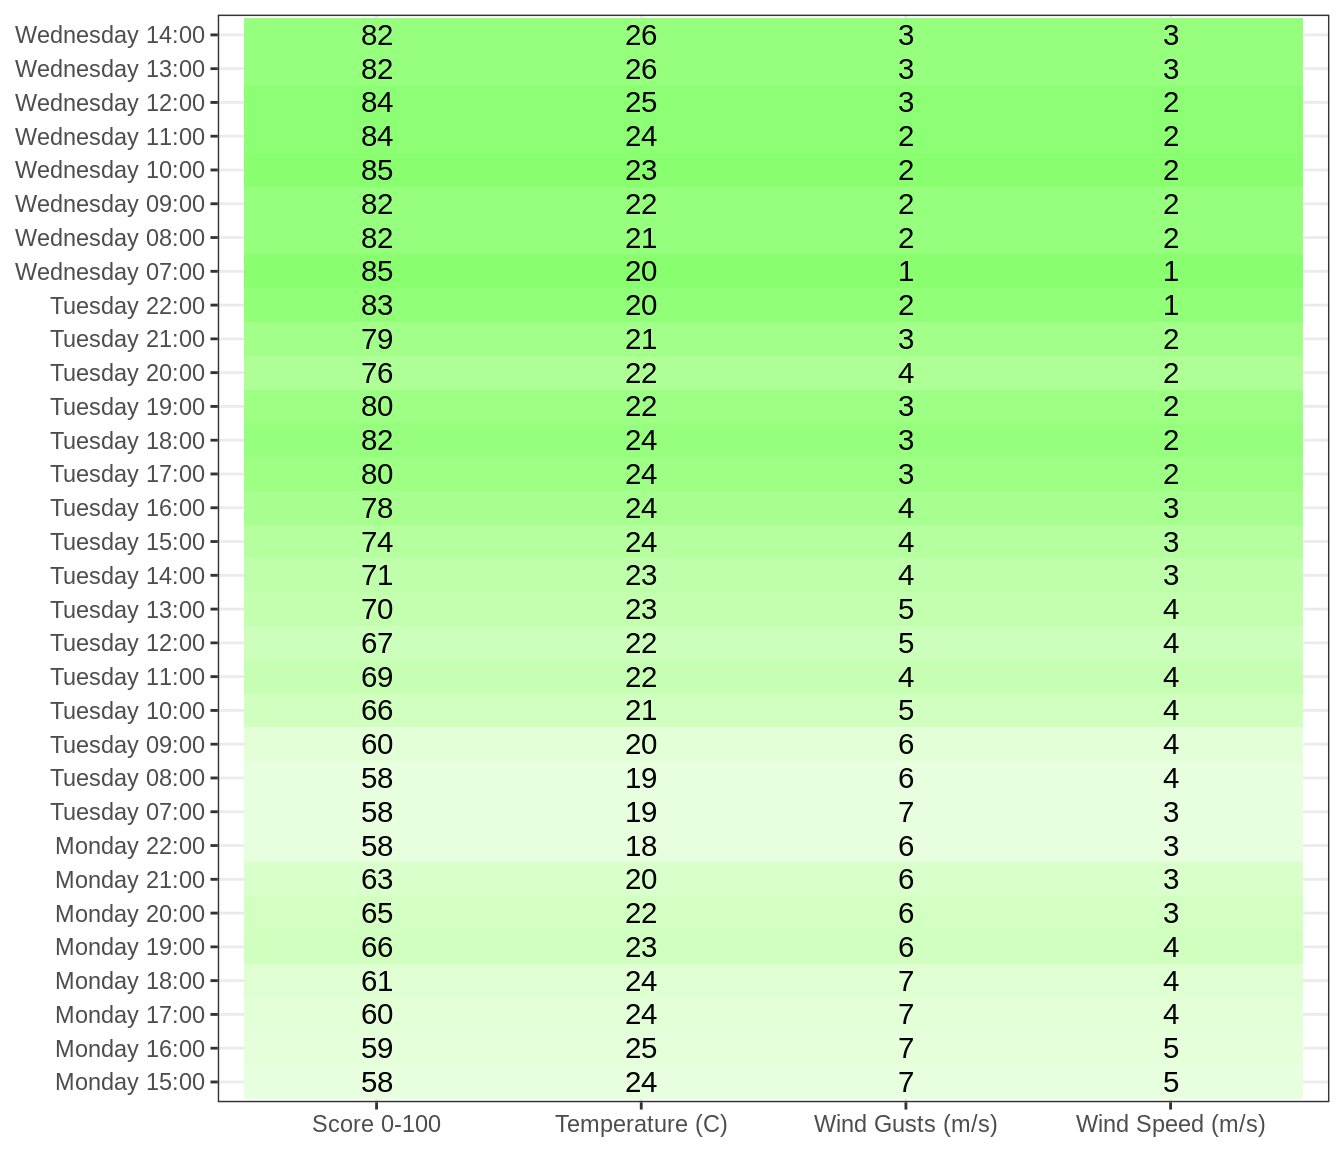 Wednesday 14:00 82 26 3 3
Wednesday 13:00 82 26 3 3
Wednesday 12:00 84 25 3 2
Wednesday 11:00 84 24 2 2
Wednesday 10:00 85 23 2 2
Wednesday 09:00 82 22 2 2
Wednesday 08:00 82 21 2 2
Wednesday 07:00 85 20 1 1
Tuesday 22:00 83 20 2 1
Tuesday 21:00 79 21 3 2
Tuesday 20:00 76 22 4 2
Tuesday 19:00 80 22 3 2
Tuesday 18:00 82 24 3 2
Tuesday 17:00 80 24 3 2
Tuesday 16:00 78 24 4 3
Tuesday 15:00 74 24 4 3
Tuesday 14:00 71 23 4 3
Tuesday 13:00 70 23 5 4
Tuesday 12:00 67 22 5 4
Tuesday 11:00 69 22 4 4
Tuesday 10:00 66 21 5 4
Tuesday 09:00 60 20 6 4
Tuesday 08:00 58 19 6 4
Tuesday 07:00 58 19 7 3
Monday 22:00 58 18 6 3
Monday 21:00 63 20 6 3
Monday 20:00 65 22 6 3
Monday 19:00 66 23 6 4
Monday 18:00 61 24 7 4
Monday 17:00 60 24 7 4
Monday 16:00 59 25 7 5
Monday 15:00 58 24 7 5
Score 0-100 Temperature (C) Wind Gusts (m/s) Wind Speed (m/s)